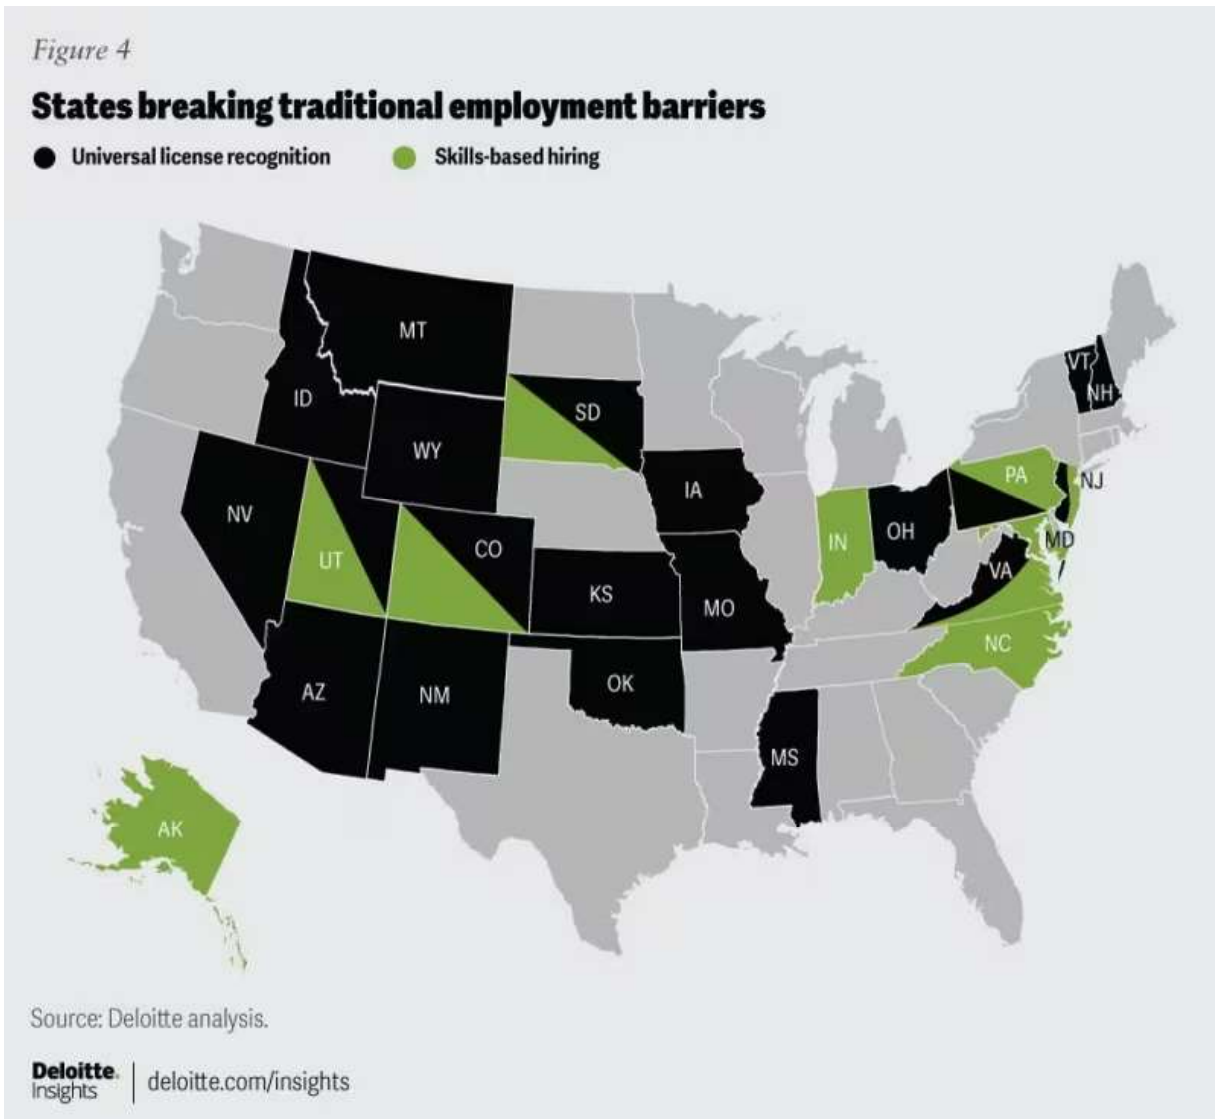 Figure 4
States breaking traditional employment barriers
Universal license recognition Skills-based hiring
MT
VT
NH
ID
SD
WY
PA
NJ
IA
NV
OH
IN
MD
CO
UT
VA
KS
MO
NC
AZ
NM
OK
MS
AK
Source: Deloitte analysis.
Deloitte.
Insights
deloitte.com/insights